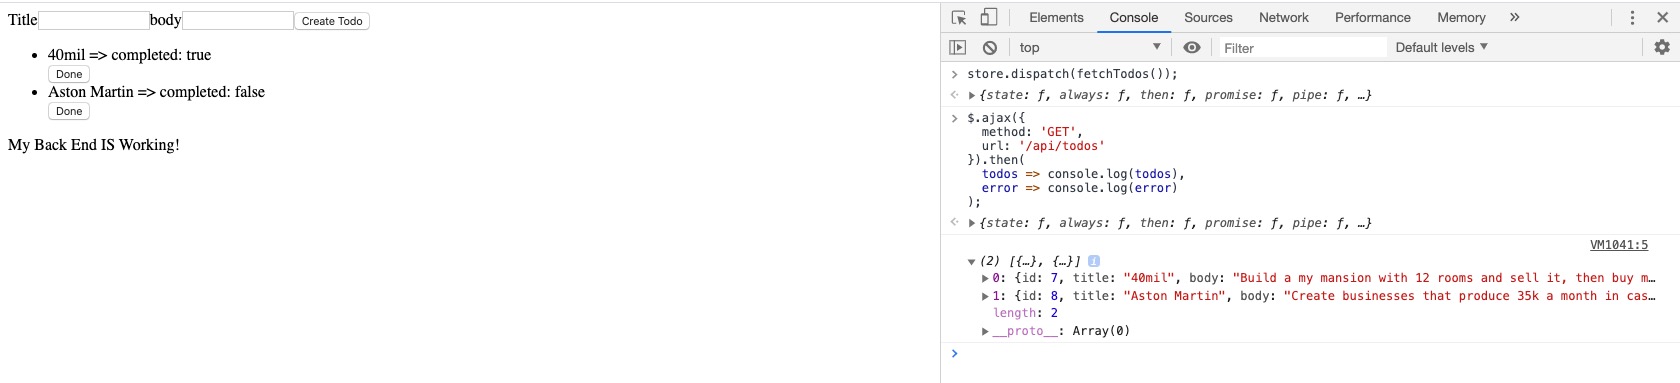 Title body Create Todo
40mil => completed: true
Done
Aston Martin => completed: false
Done
My Back End IS Working!
Elements Console Sources Network Performance Memory »
top Filter Default levels
> store.dispatch(fetchTodos());
{state: ƒ, always: ƒ, then: ƒ, promise: ƒ, pipe: ƒ, …}
> $.ajax({
method: 'GET',
url: '/api/todos'
}).then(
todos => console.log(todos),
error => console.log(error)
);
{state: ƒ, always: ƒ, then: ƒ, promise: ƒ, pipe: ƒ, …}
VM1041:5
(2) [{…}, {…}] i
0: {id: 7, title: "40mil", body: "Build a my mansion with 12 rooms and sell it, then buy m…
1: {id: 8, title: "Aston Martin", body: "Create businesses that produce 35k a month in cas…
length: 2
__proto__: Array(0)
>